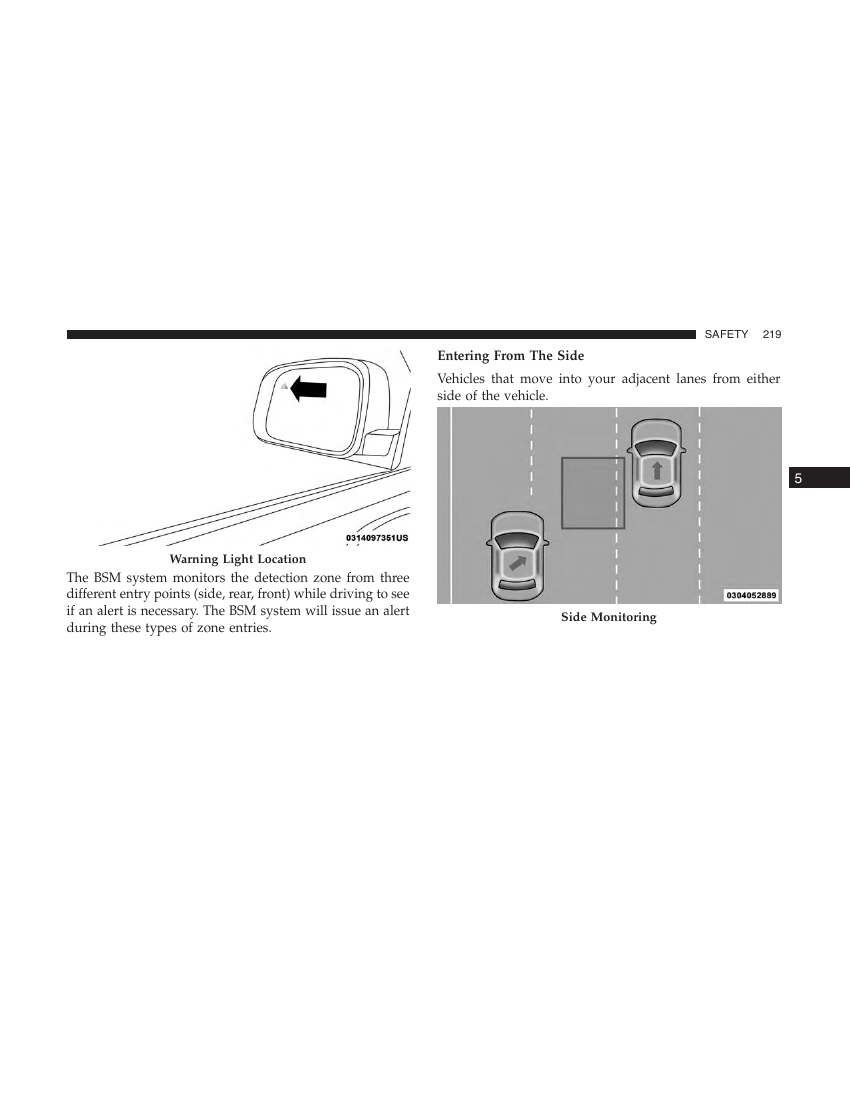 SAFETY 219
0314097351US
Warning Light Location
The BSM system monitors the detection zone from three
different entry points (side, rear, front) while driving to see
if an alert is necessary. The BSM system will issue an alert
during these types of zone entries.
Entering From The Side
Vehicles that move into your adjacent lanes from either
side of the vehicle.
0304052889
Side Monitoring
5